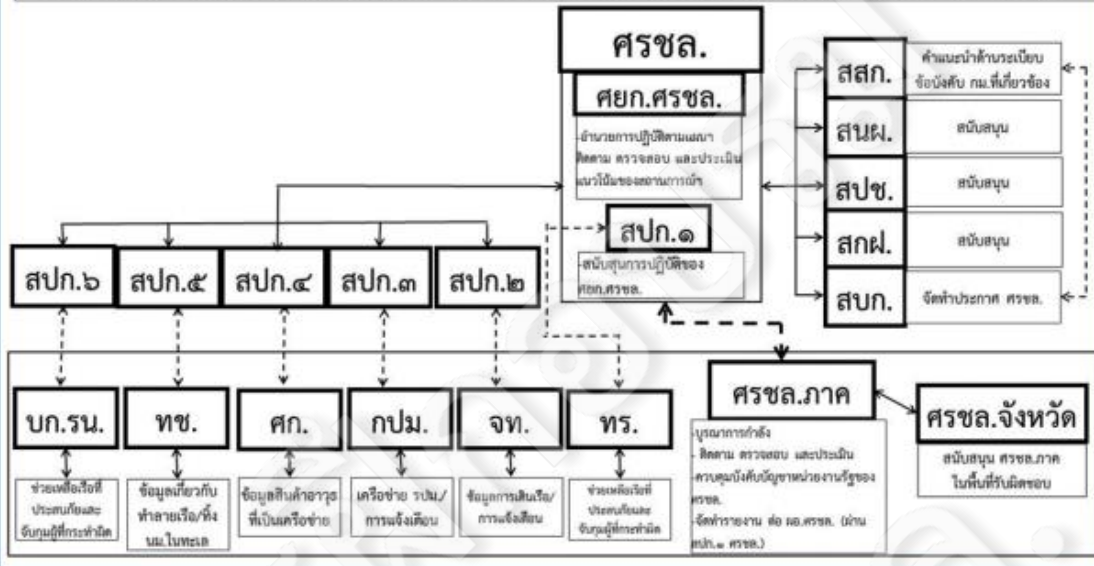 ศรชล.
ศยก.ศรชล.
-อำนวยการปฏิบัติตามแผนฯ
ติดตาม ตรวจสอบ และประเมิน
แนวโน้มของสถานการณ์ฯ
สปก.๑
-สนับสนุนการปฏิบัติของ
ศยก.ศรชล.
สสก.
คำแนะนำด้านระเบียบ
ข้อบังคับ กม.ที่เกี่ยวข้อง
สนผ.
สนับสนุน
สปช.
สนับสนุน
สกฝ.
สนับสนุน
สบก.
จัดทำประกาศ ศรชล.
สปก.๖
สปก.๕
สปก.๔
สปก.๓
สปก.๒
บก.รน.
ทช.
ศก.
กปม.
จท.
ทร.
ศรชล.ภาค
ศรชล.จังหวัด
ช่วยเหลือเรือที่
ประสบภัยและ
จับกุมผู้ที่กระทำผิด
ข้อมูลเกี่ยวกับ
ทำลายเรือ/ทิ้ง
นม.ในทะเล
ข้อมูลสินค้าอาวุธ
ที่เป็นเครือข่าย
เครือข่าย รปม./
การแจ้งเตือน
ข้อมูลการเดินเรือ/
การแจ้งเตือน
ช่วยเหลือเรือที่
ประสบภัยและ
จับกุมผู้ที่กระทำผิด
-บูรณาการกำลัง
- ติดตาม ตรวจสอบ และประเมิน
-ควบคุมบังคับบัญชาหน่วยงานรัฐของ
ศรชล.
-จัดทำรายงาน ต่อ ผอ.ศรชล. (ผ่าน
สปก.๑ ศรชล.)
สนับสนุน ศรชล.ภาค
ในพื้นที่รับผิดชอบ